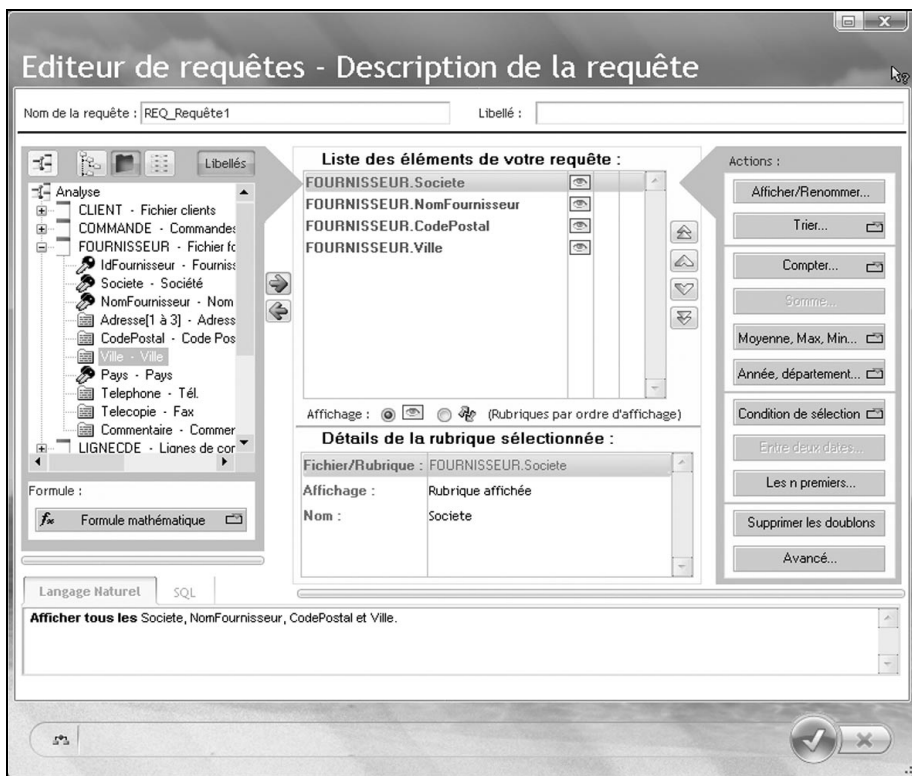 Editeur de requêtes - Description de la requête
Nom de la requête : REQ_Requête1
Libellé :
Libellés
Analyse
CLIENT - Fichier clients
COMMANDE - Commandes
FOURNISSEUR - Fichier fo
IdFournisseur - Fourniss
Societe - Société
NomFournisseur - Nom
Adresse[1 à 3] - Adress
CodePostal - Code Pos
Ville - Ville
Pays - Pays
Telephone - Tél.
Telecopie - Fax
Commentaire - Commer
LIGNECDE - Lignes de cor
Formule :
fx Formule mathématique
Liste des éléments de votre requête :
FOURNISSEUR.Societe
FOURNISSEUR.NomFournisseur
FOURNISSEUR.CodePostal
FOURNISSEUR.Ville
Affichage : (Rubriques par ordre d'affichage)
Détails de la rubrique sélectionnée :
Fichier/Rubrique : FOURNISSEUR.Societe
Affichage : Rubrique affichée
Nom : Societe
Actions :
Afficher/Renommer...
Trier...
Compter...
Somme...
Moyenne, Max, Min...
Année, département...
Condition de sélection
Entre deux dates...
Les n premiers...
Supprimer les doublons
Avancé...
Langage Naturel
SQL
Afficher tous les Societe, NomFournisseur, CodePostal et Ville.